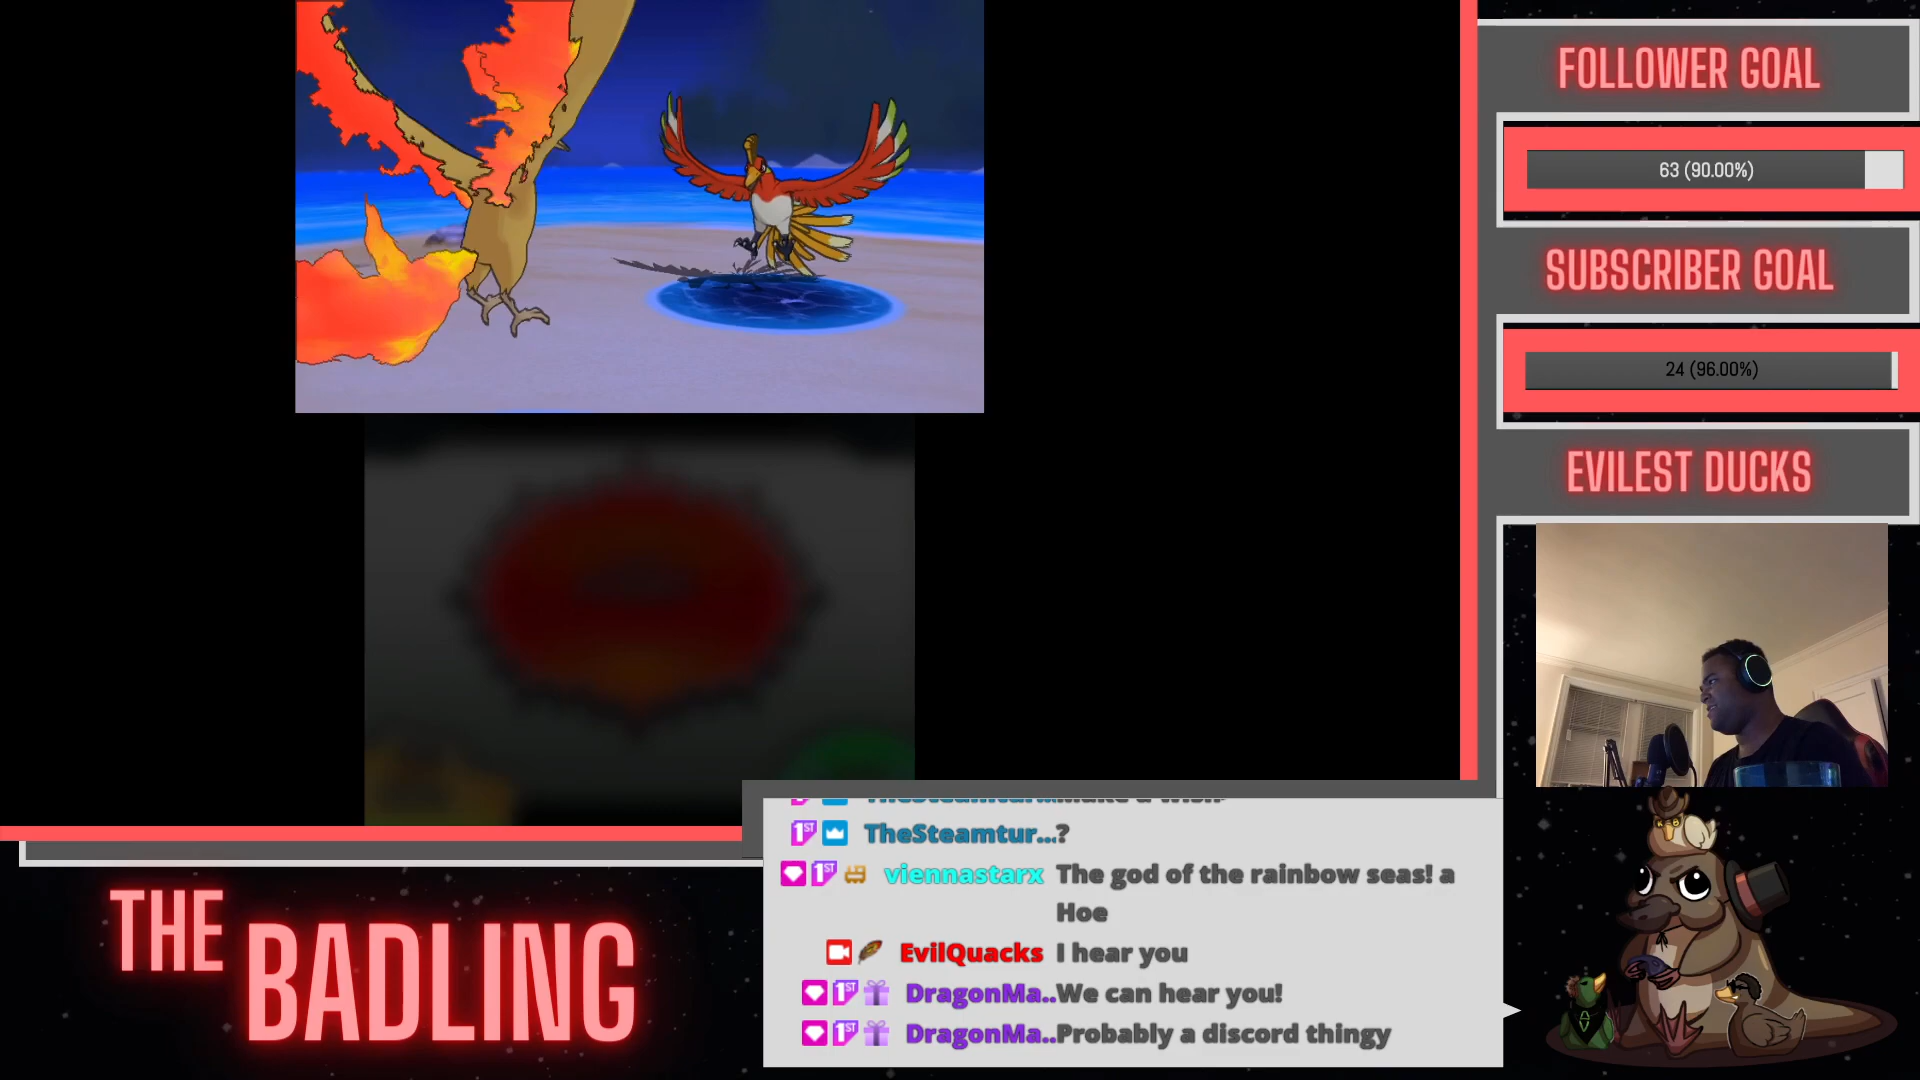 FOLLOWER GOAL
63 (90.00%)
SUBSCRIBER GOAL
24 (96.00%)
EVILEST DUCKS
TheSteamtur...?
viennastarx The god of the rainbow seas! a
Hoe
EvilQuacks I hear you
DragonMa..We can hear you!
DragonMa..Probably a discord thingy
THE
BADLING